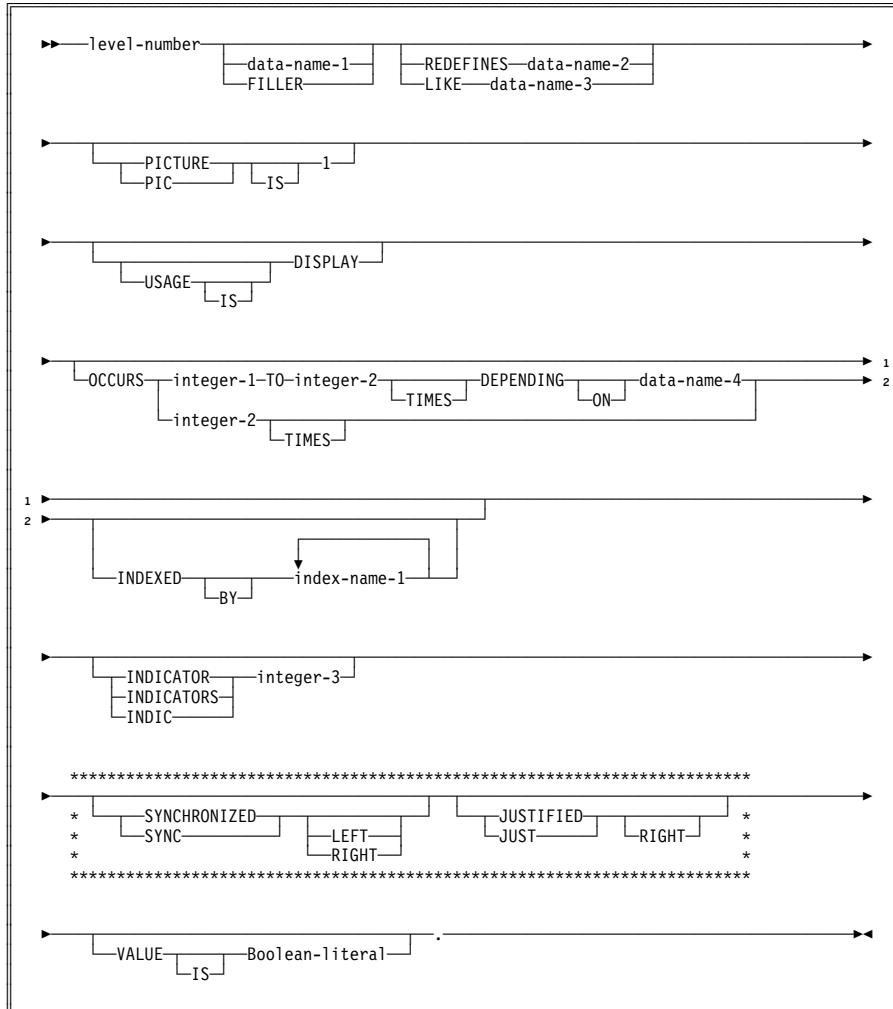 level-number
data-name-1 REDEFINES data-name-2
FILLER LIKE data-name-3
PICTURE 1
PIC IS
DISPLAY
USAGE
IS
1
OCCURS integer-1 TO integer-2 DEPENDING data-name-4 2
TIMES ON
integer-2
TIMES
1
2
INDEXED index-name-1
BY
INDICATOR integer-3
INDICATORS
INDIC
*************************************************************************
* SYNCHRONIZED JUSTIFIED *
* SYNC LEFT JUST RIGHT *
* RIGHT *
*************************************************************************
.
VALUE Boolean-literal
IS